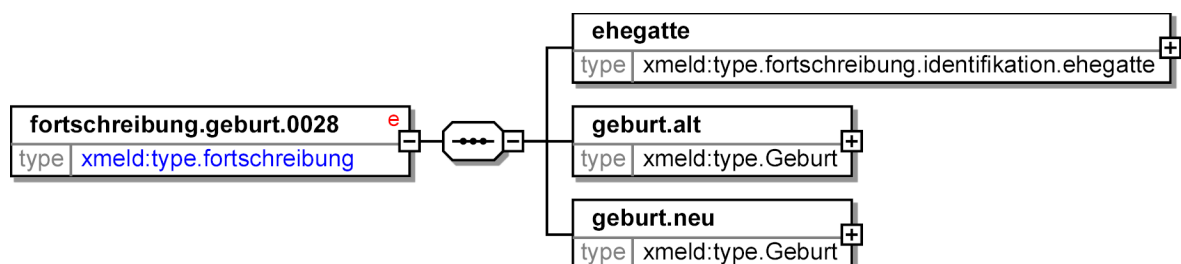 ehegatte
type xmeld:type.fortschreibung.identifikation.ehegatte
fortschreibung.geburt.0028 e
type xmeld:type.fortschreibung
geburt.alt
type xmeld:type.Geburt
geburt.neu
type xmeld:type.Geburt